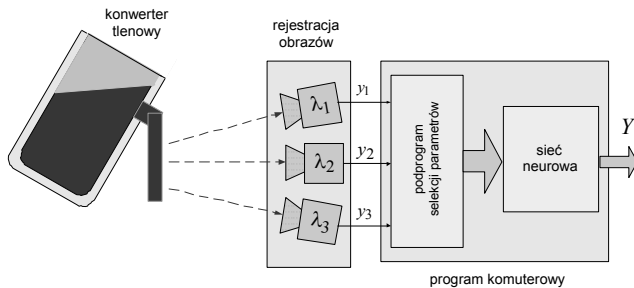 konwerter
tlenowy
rejestracja
obrazów
λ1
λ2
λ3
y1
y2
y3
podprogram
selekcji parametrów
sieć
neurowa
Y
program komuterowy